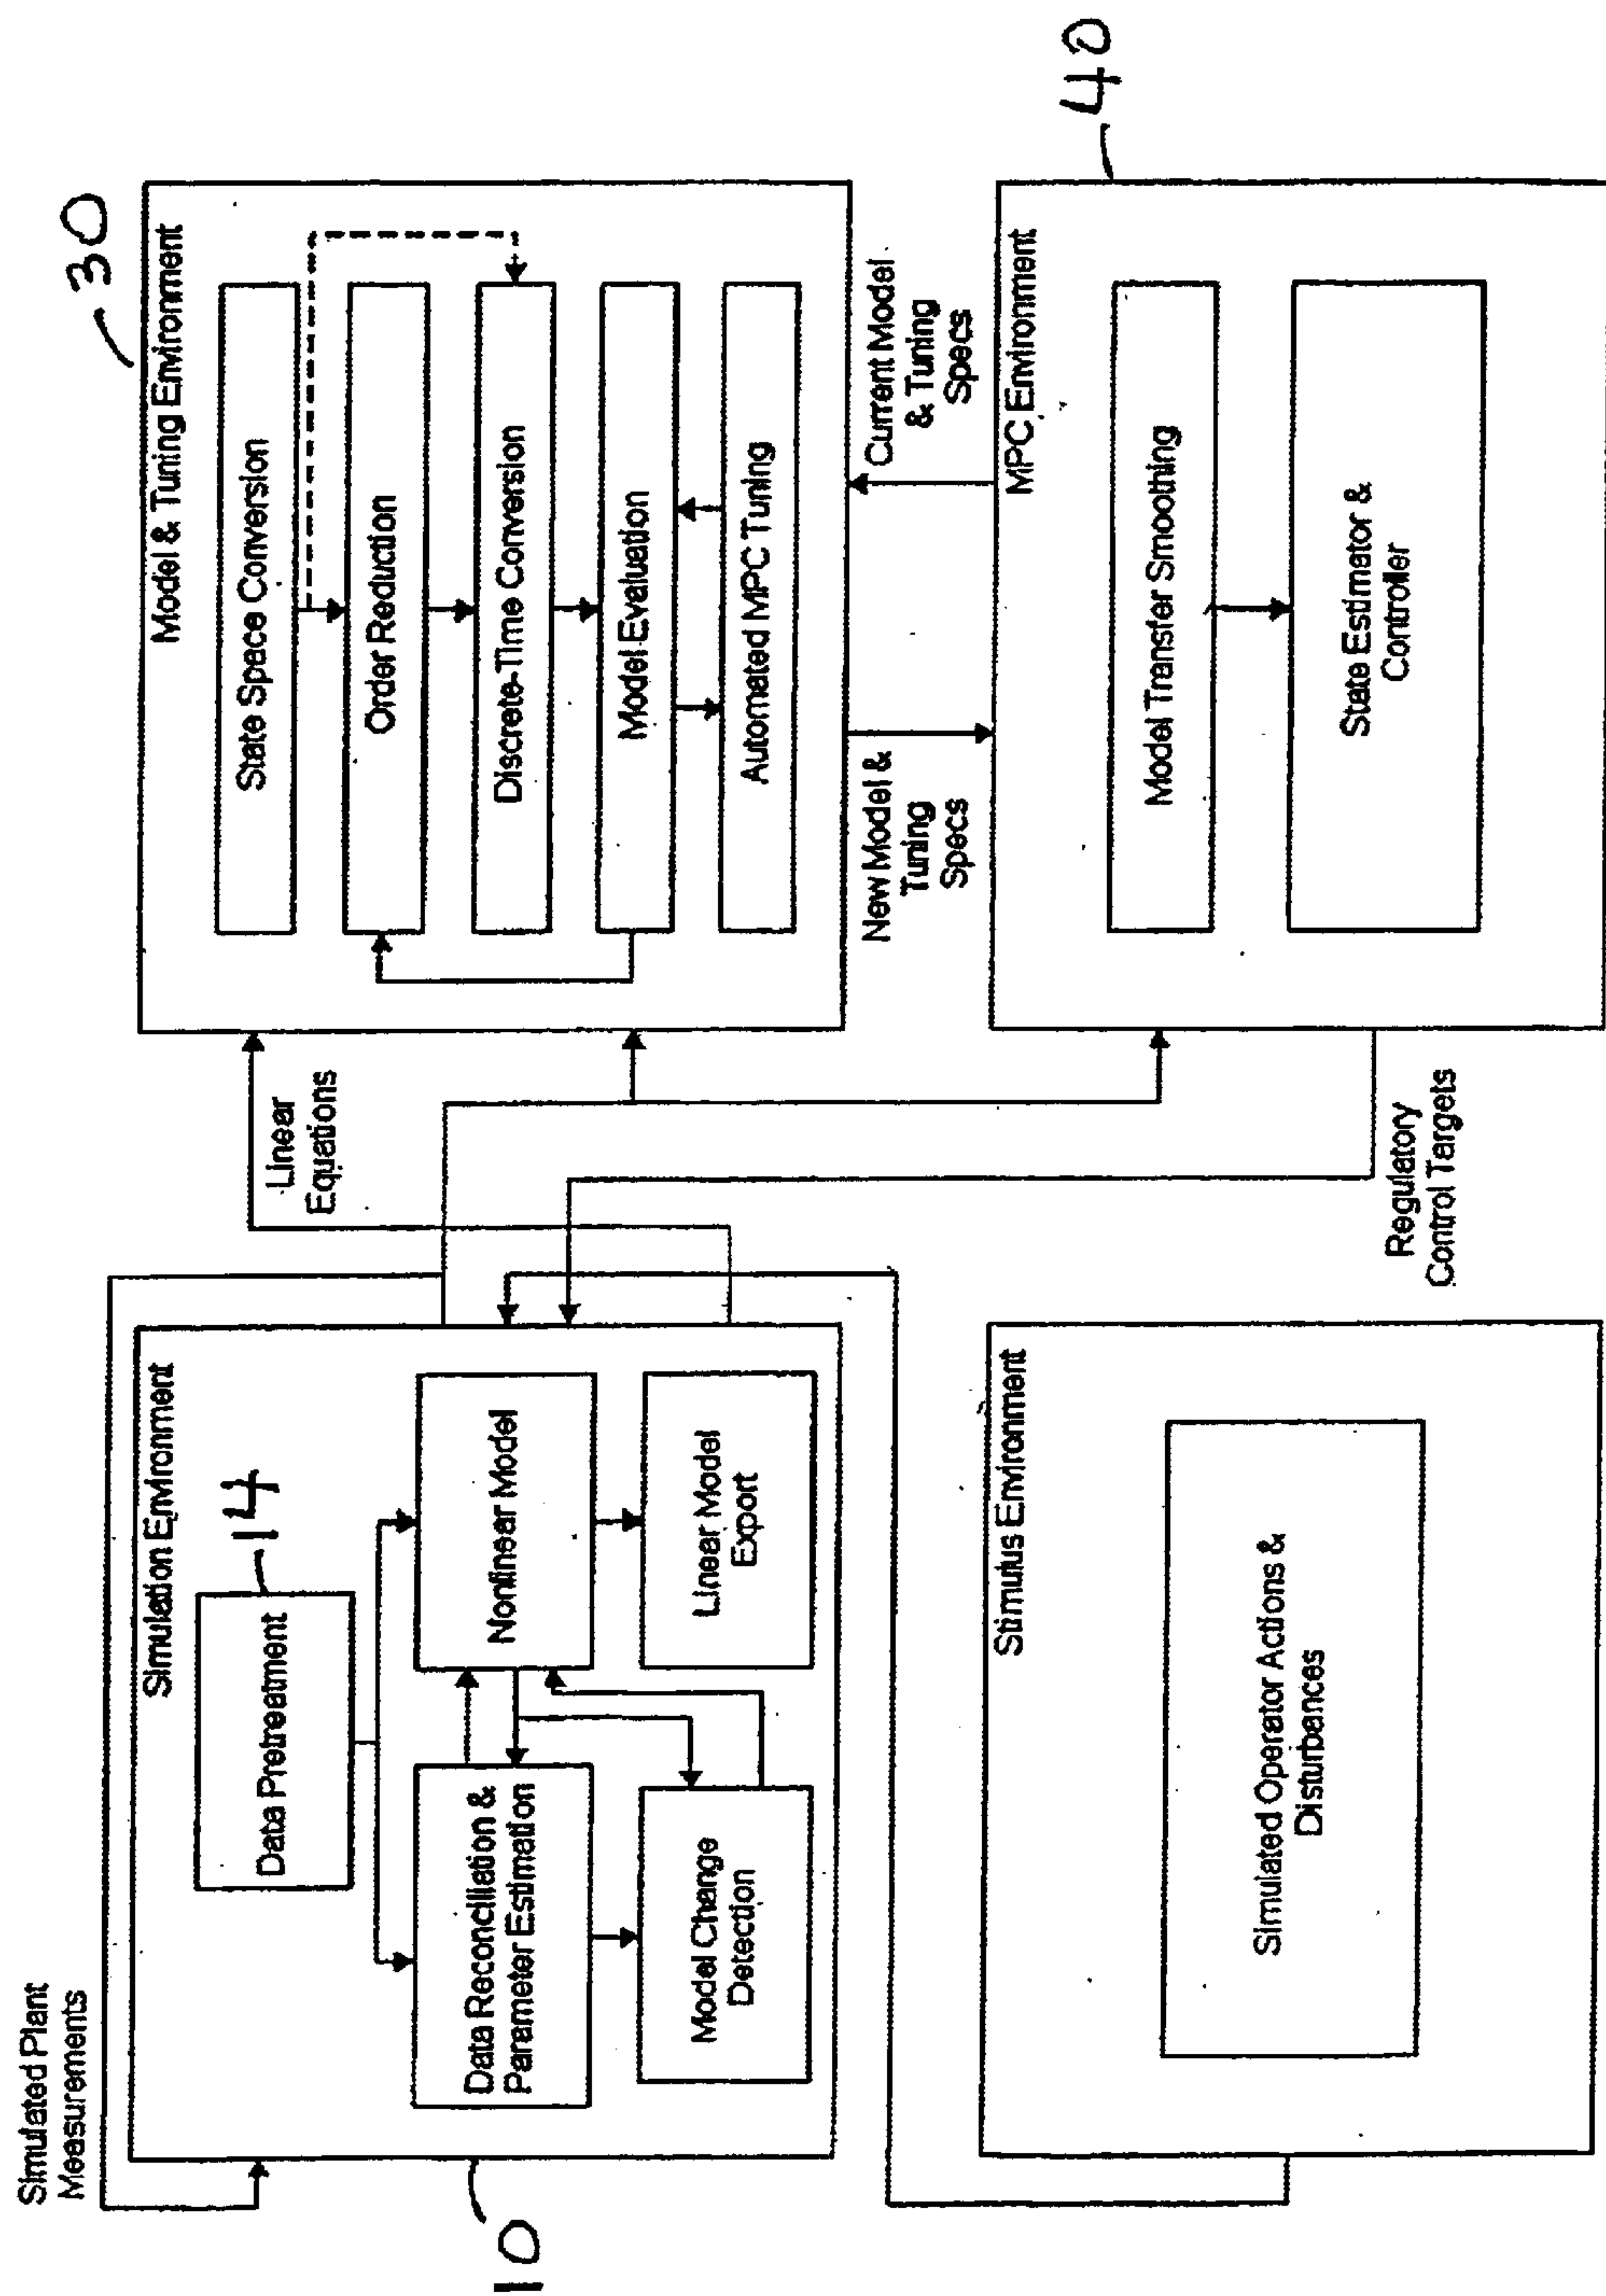 Simulated Plant
Measurements
Simulation Environment
14
Data Pretreatment
Data Reconciliation &
Parameter Estimation
Nonlinear Model
Model Change
Detection
Linear Model
Export
10
Linear
Equations
30
Model & Tuning Environment
State Space Conversion
Order Reduction
Discrete-Time Conversion
Model Evaluation
Automated MPC Tuning
New Model &
Tuning
Specs
Current Model
& Tuning
Specs
Stimulus Environment
Simulated Operator Actions &
Disturbances
Regulatory
Control Targets
40
MPC Environment
Model Transfer Smoothing
State Estimator &
Controller